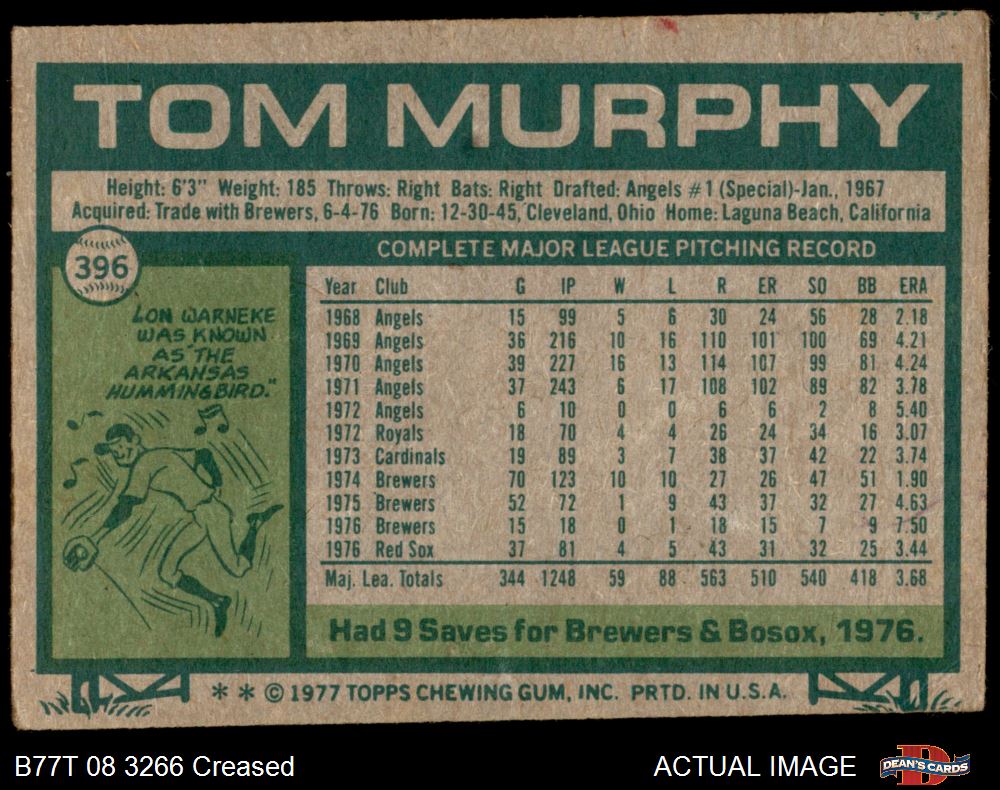 TOM MURPHY
Height: 6'3" Weight: 185 Throws: Right Bats: Right Drafted: Angels #1 (Special)-Jan., 1967
Acquired: Trade with Brewers, 6-4-76 Born: 12-30-45, Cleveland, Ohio Home: Laguna Beach, California
396
COMPLETE MAJOR LEAGUE PITCHING RECORD
LON WARNEKE
WAS KNOWN
AS "THE
ARKANSAS
HUMMINGBIRD."
Year Club G IP W L R ER SO BB ERA
1968 Angels 15 99 5 6 30 24 56 28 2.18
1969 Angels 36 216 10 16 110 101 100 69 4.21
1970 Angels 39 227 16 13 114 107 99 81 4.24
1971 Angels 37 243 6 17 108 102 89 82 3.78
1972 Angels 6 10 0 0 6 6 2 8 5.40
1972 Royals 18 70 4 4 26 24 34 16 3.07
1973 Cardinals 19 89 3 7 38 37 42 22 3.74
1974 Brewers 70 123 10 10 27 26 47 51 1.90
1975 Brewers 52 72 1 9 43 37 32 27 4.63
1976 Brewers 15 18 0 1 18 15 7 9 7.50
1976 Red Sox 37 81 4 5 43 31 32 25 3.44
Maj. Lea. Totals 344 1248 59 88 563 510 540 418 3.68
Had 9 Saves for Brewers & Bosox, 1976.
* * © 1977 TOPPS CHEWING GUM, INC. PRTD. IN U.S.A.
B77T 08 3266 Creased
ACTUAL IMAGE
DEAN'S CARDS